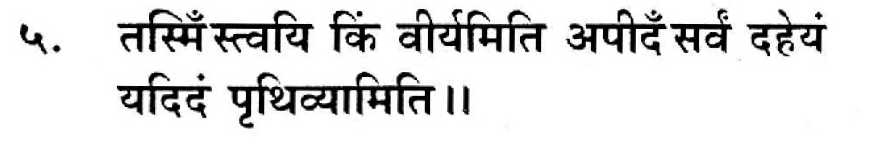 ५. तस्मिँस्त्वयि किं वीर्यमिति अपीदँ सर्वं दहेयं
यदिदं पृथिव्यामिति।।